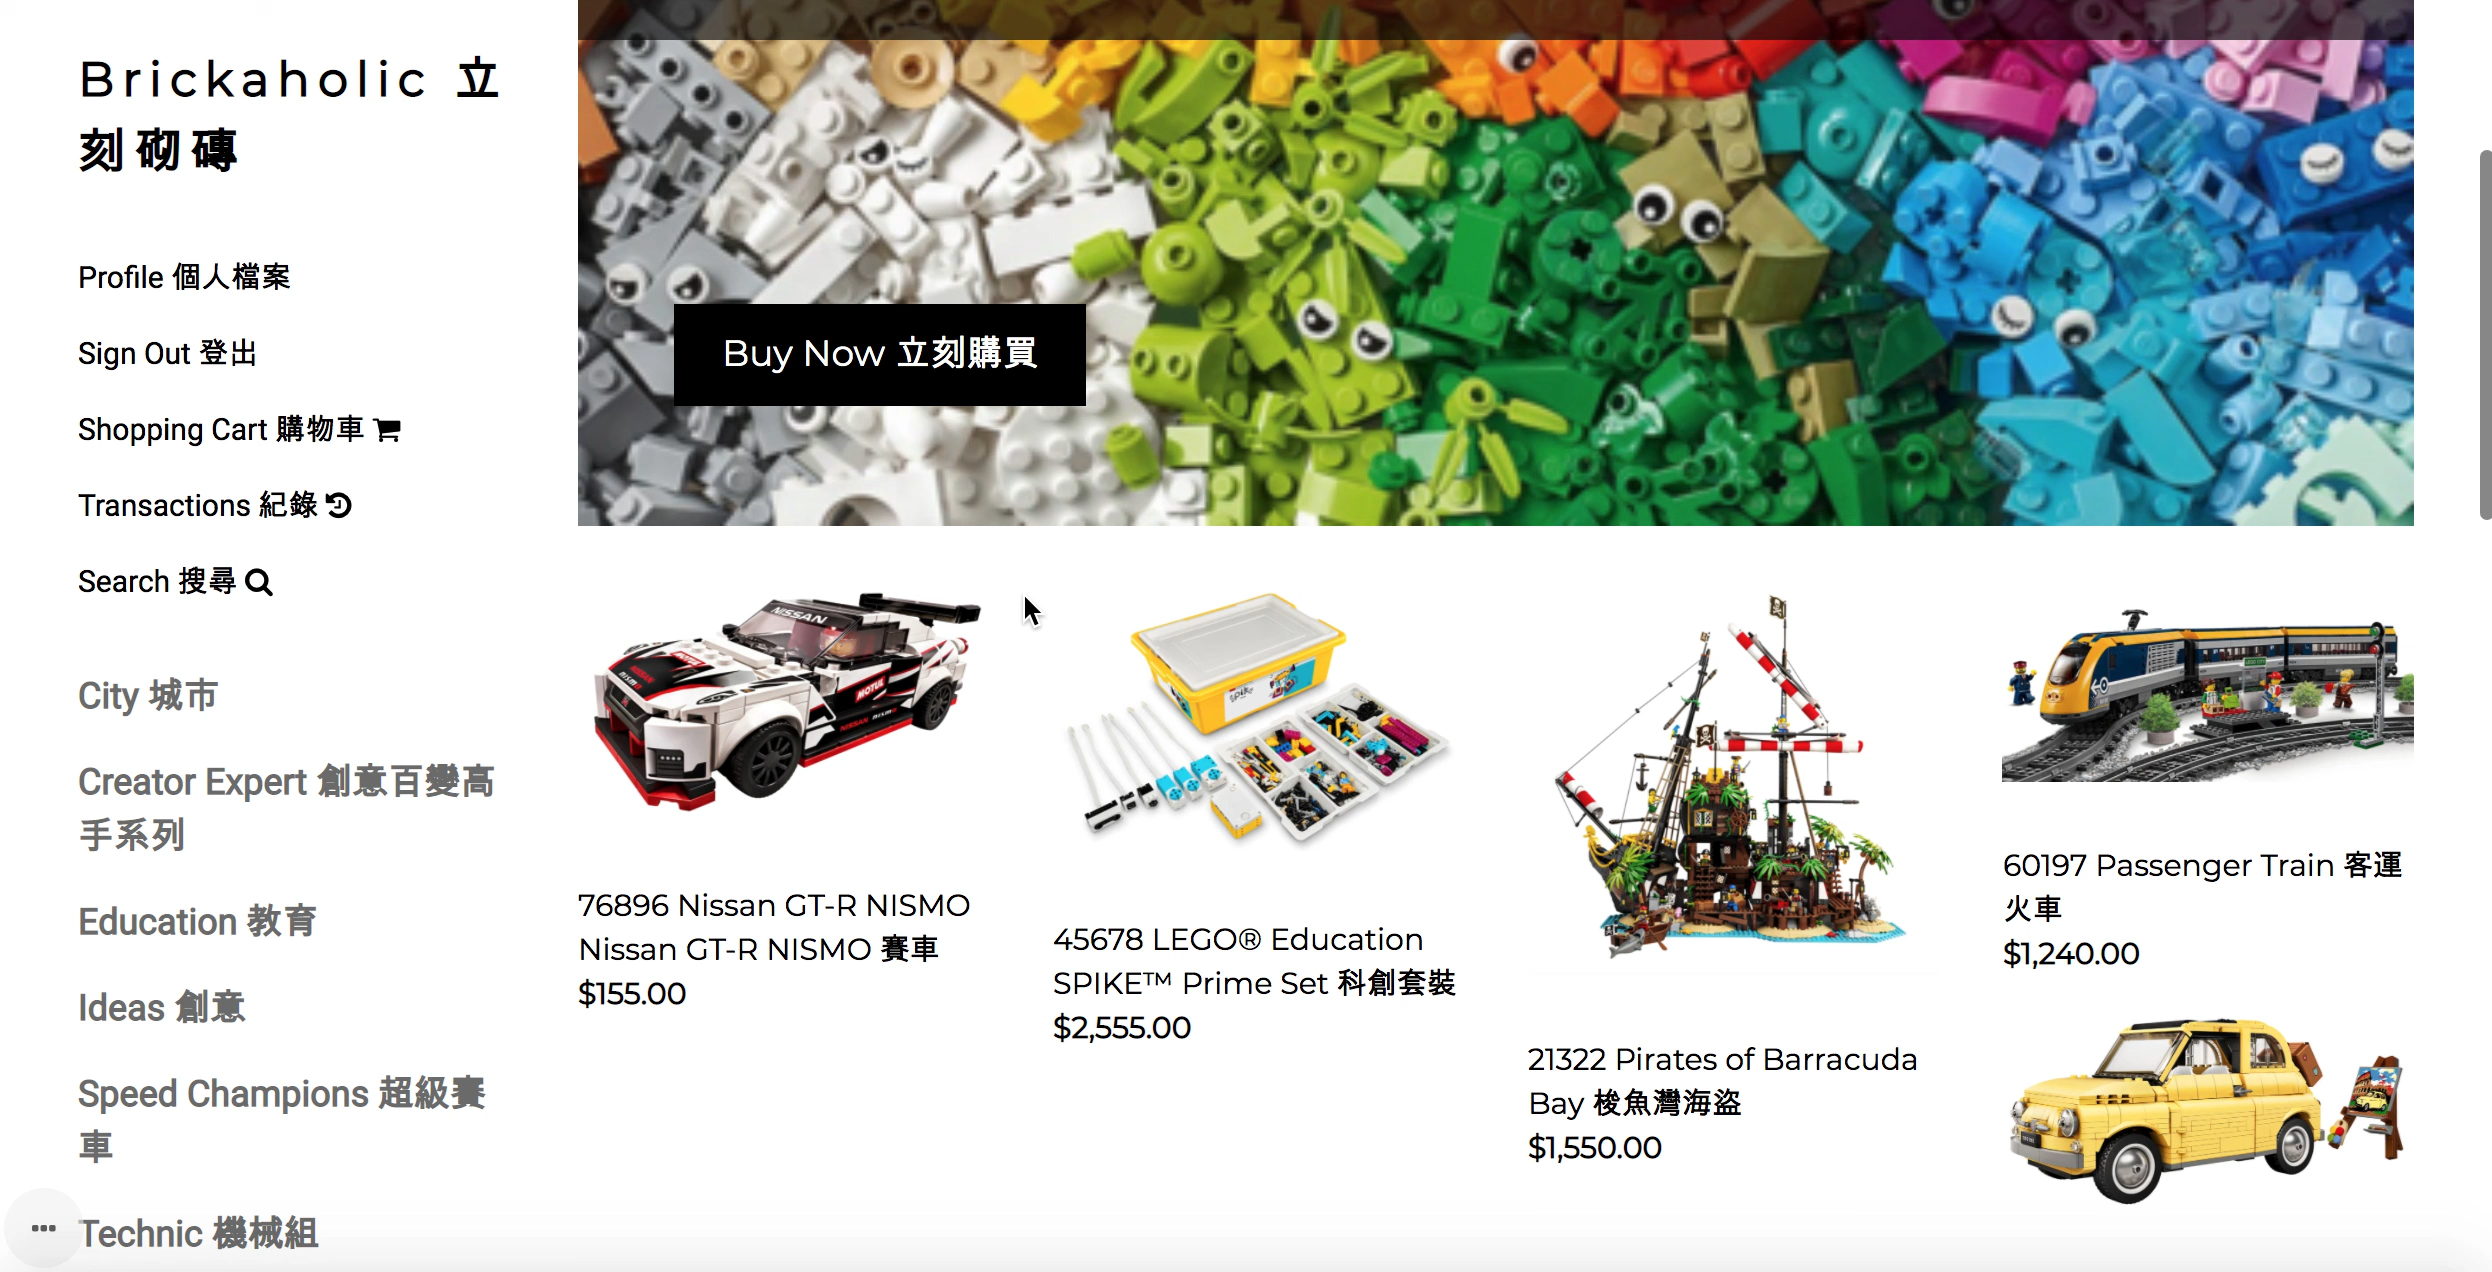 Brickaholic 立
刻砌磚
Profile 個人檔案
Sign Out 登出
Shopping Cart 購物車
Transactions 紀錄
Search 搜尋
City 城市
Creator Expert 創意百變高
手系列
Education 教育
Ideas 創意
Speed Champions 超級賽
車
Technic 機械組
Buy Now 立刻購買
NISSAN
MOTUL
MOTUL
76896 Nissan GT-R NISMO
Nissan GT-R NISMO 賽車
$155.00
45678 LEGO® Education
SPIKE™ Prime Set 科創套裝
$2,555.00
21322 Pirates of Barracuda
Bay 梭魚灣海盜
$1,550.00
60197 Passenger Train 客運
火車
$1,240.00